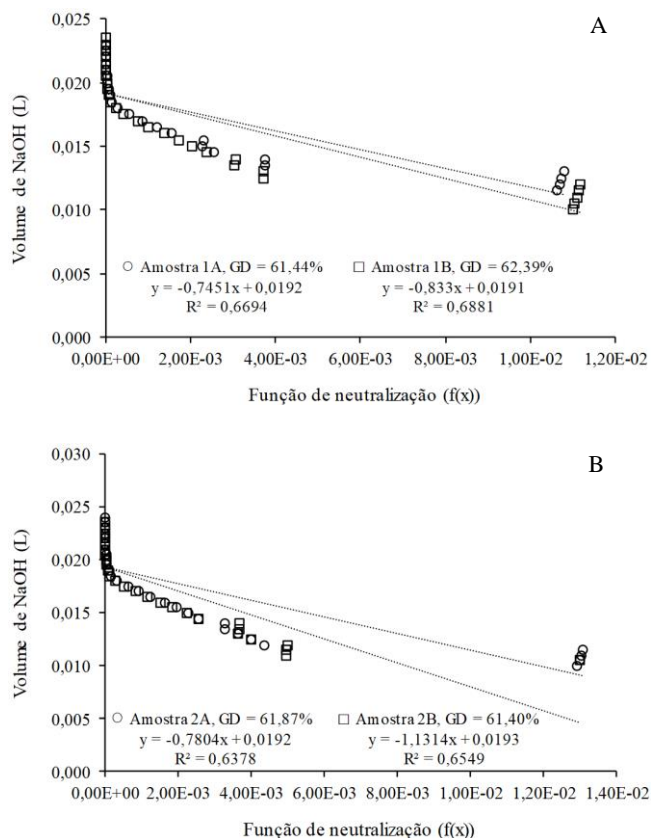 A
Volume de NaOH (L)
0,025
0,020
0,015
0,010
0,005
0,000
Amostra 1A, GD = 61,44%
y = -0,7451x + 0,0192
R² = 0,6694
Amostra 1B, GD = 62,39%
y = -0,833x + 0,0191
R² = 0,6881
0,00E+00 2,00E-03 4,00E-03 6,00E-03 8,00E-03 1,00E-02 1,20E-02
Função de neutralização (f(x))
B
Volume de NaOH (L)
0,030
0,025
0,020
0,015
0,010
0,005
0,000
Amostra 2A, GD = 61,87%
y = -0,7804x + 0,0192
R² = 0,6378
Amostra 2B, GD = 61,40%
y = -1,1314x + 0,0193
R² = 0,6549
0,00E+00 2,00E-03 4,00E-03 6,00E-03 8,00E-03 1,00E-02 1,20E-02 1,40E-02
Função de neutralização (f(x))